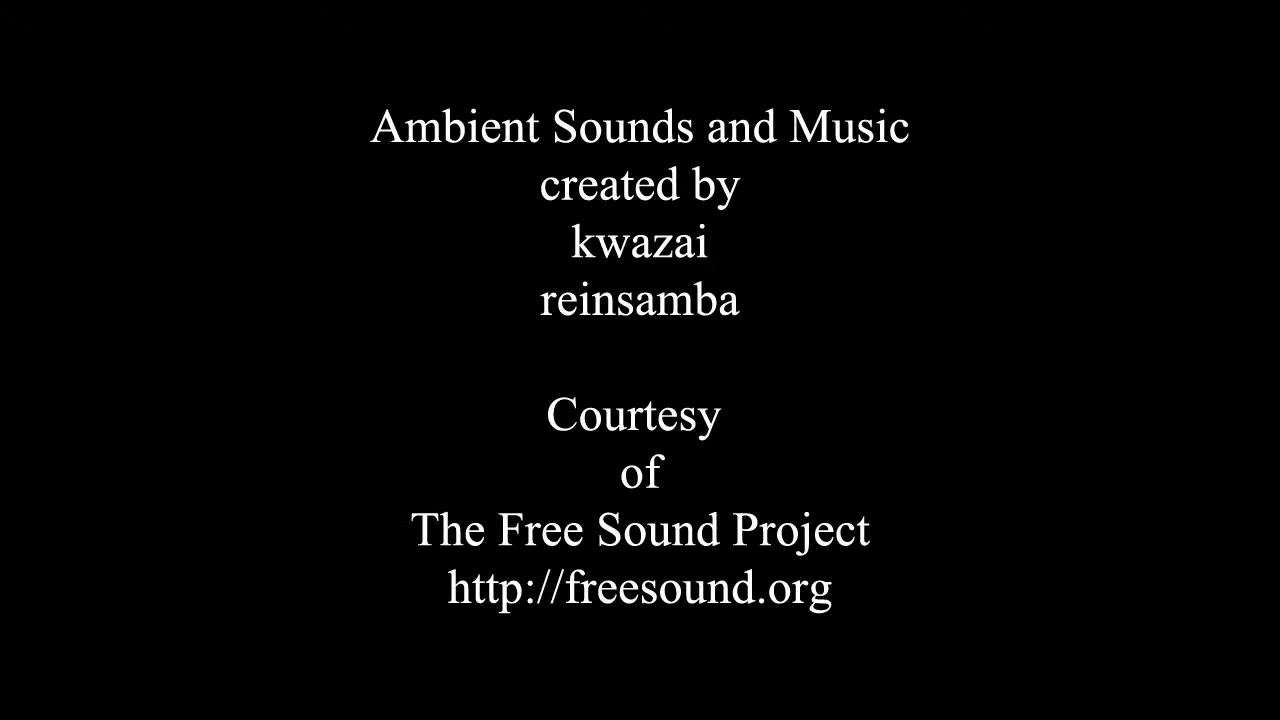 Ambient Sounds and Music
created by
kwazai
reinsamba
Courtesy
of
The Free Sound Project
http://freesound.org